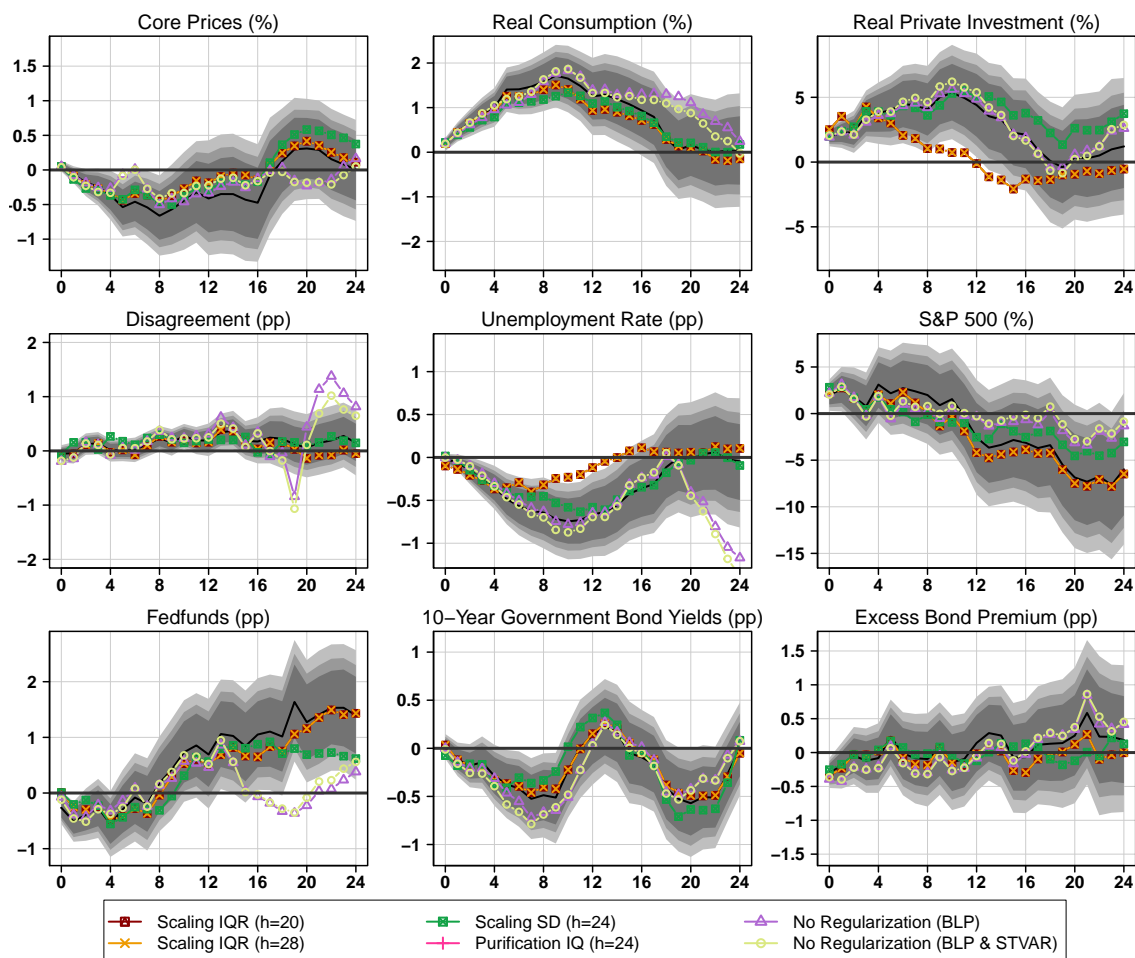 Core Prices (%)
1.5
1
0.5
0
−0.5
−1
0 4 8 12 16 20 24
Real Consumption (%)
2
1
0
−1
−2
0 4 8 12 16 20 24
Real Private Investment (%)
5
0
−5
0 4 8 12 16 20 24
Disagreement (pp)
2
1
0
−1
−2
0 4 8 12 16 20 24
Unemployment Rate (pp)
1
0.5
0
−0.5
−1
0 4 8 12 16 20 24
S&P 500 (%)
5
0
−5
−10
−15
0 4 8 12 16 20 24
Fedfunds (pp)
2
1
0
−1
0 4 8 12 16 20 24
10−Year Government Bond Yields (pp)
1
0.5
0
−0.5
−1
0 4 8 12 16 20 24
Excess Bond Premium (pp)
1.5
1
0.5
0
−0.5
−1
−1.5
0 4 8 12 16 20 24
Scaling IQR (h=20)
Scaling IQR (h=28)
Scaling SD (h=24)
Purification IQ (h=24)
No Regularization (BLP)
No Regularization (BLP & STVAR)